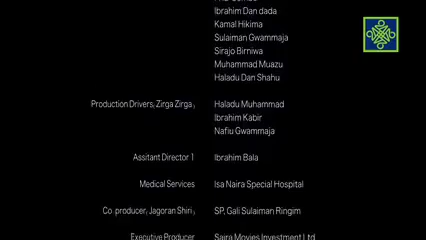 Ibrahim Dan dada
Kamal Hikima
Sulaiman Gwammaja
Sirajo Birniwa
Muhammad Muazu
Haladu Dan Shahu
Production Drivers, Zirga Zirga , Haladu Muhammad
Ibrahim Kabir
Nafiu Gwammaja
Assitant Director 1 Ibrahim Bala
Medical Services Isa Naira Special Hospital
Co producer, Jagoran Shiri , SP, Gali Sulaiman Ringim
Executive Producer Saira Movies Investment Ltd